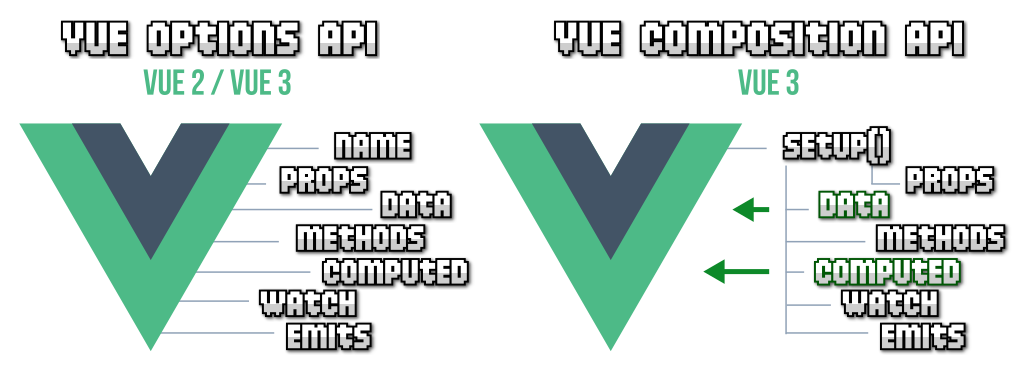 VUE OPTIONS API
VUE 2 / VUE 3
NAME
PROPS
DATA
METHODS
COMPUTED
WATCH
EMITS
VUE COMPOSITION API
VUE 3
SETUP()
PROPS
DATA
METHODS
COMPUTED
WATCH
EMITS